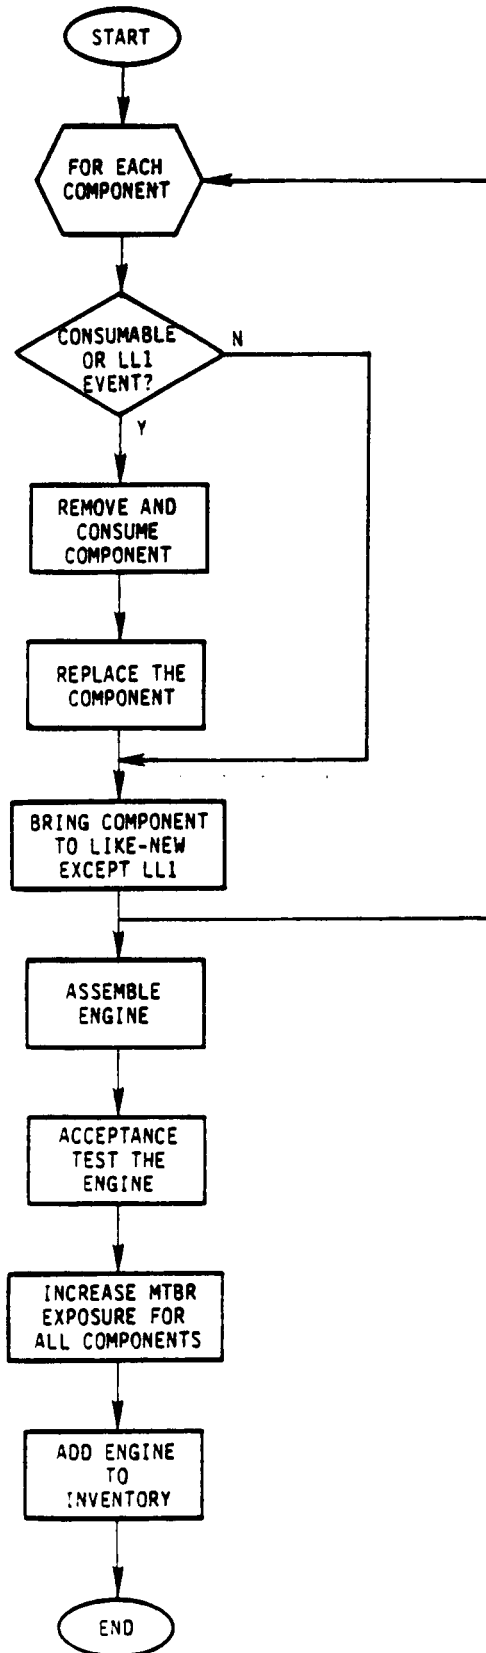 START
FOR EACH
COMPONENT
CONSUMABLE
OR LL1
EVENT?
N
Y
REMOVE AND
CONSUME
COMPONENT
REPLACE THE
COMPONENT
BRING COMPONENT
TO LIKE-NEW
EXCEPT LL1
ASSEMBLE
ENGINE
ACCEPTANCE
TEST THE
ENGINE
INCREASE MTBR
EXPOSURE FOR
ALL COMPONENTS
ADD ENGINE
TO
INVENTORY
END